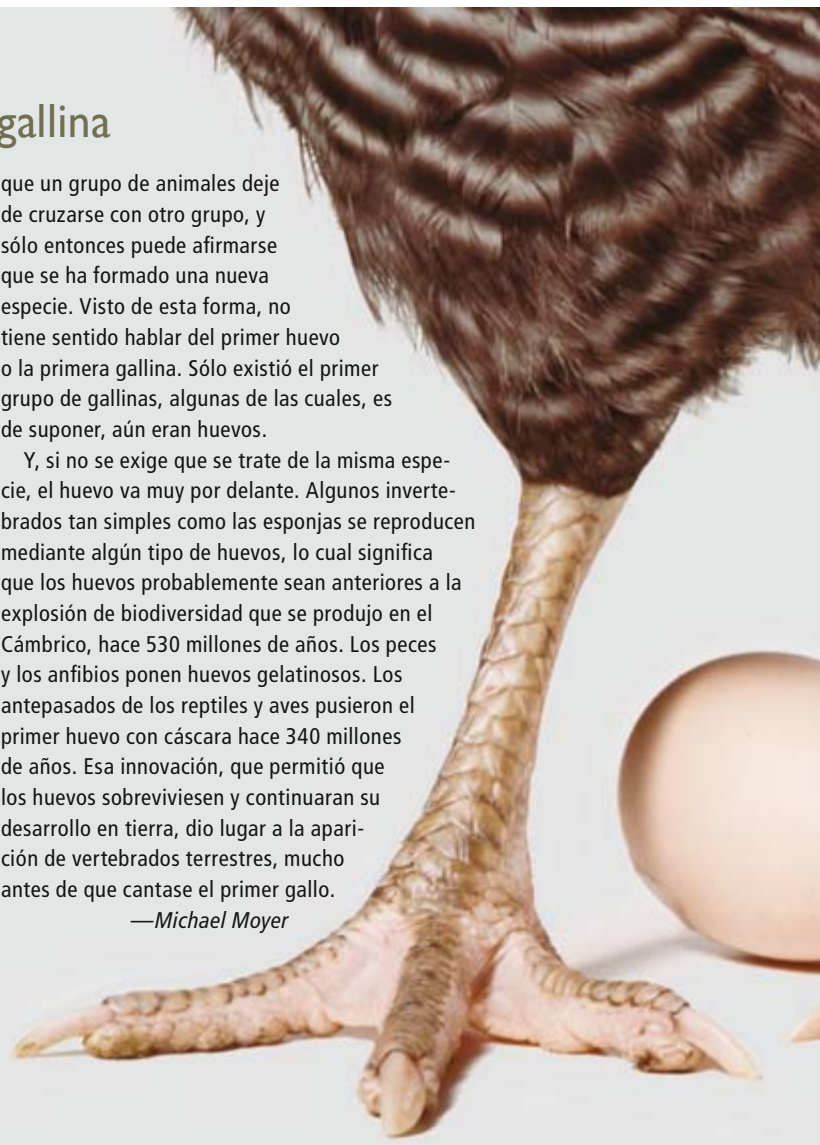 gallina
que un grupo de animales deje
de cruzarse con otro grupo, y
sólo entonces puede afirmarse
que se ha formado una nueva
especie. Visto de esta forma, no
tiene sentido hablar del primer huevo
o la primera gallina. Sólo existió el primer
grupo de gallinas, algunas de las cuales, es
de suponer, aún eran huevos.
Y, si no se exige que se trate de la misma espe-
cie, el huevo va muy por delante. Algunos inverte-
brados tan simples como las esponjas se reproducen
mediante algún tipo de huevos, lo cual significa
que los huevos probablemente sean anteriores a la
explosión de biodiversidad que se produjo en el
Cámbrico, hace 530 millones de años. Los peces
y los anfibios ponen huevos gelatinosos. Los
antepasados de los reptiles y aves pusieron el
primer huevo con cáscara hace 340 millones
de años. Esa innovación, que permitió que
los huevos sobreviviesen y continuaran su
desarrollo en tierra, dio lugar a la apari-
ción de vertebrados terrestres, mucho
antes de que cantase el primer gallo.
—Michael Moyer